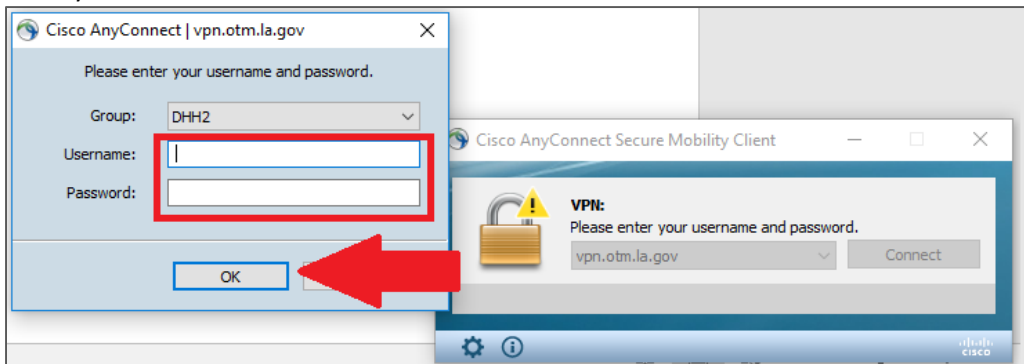 Cisco AnyConnect | vpn.otm.la.gov
Please enter your username and password.
Group: DHH2
Username:
Password:
OK
Cisco AnyConnect Secure Mobility Client
VPN:
Please enter your username and password.
vpn.otm.la.gov Connect
CISCO